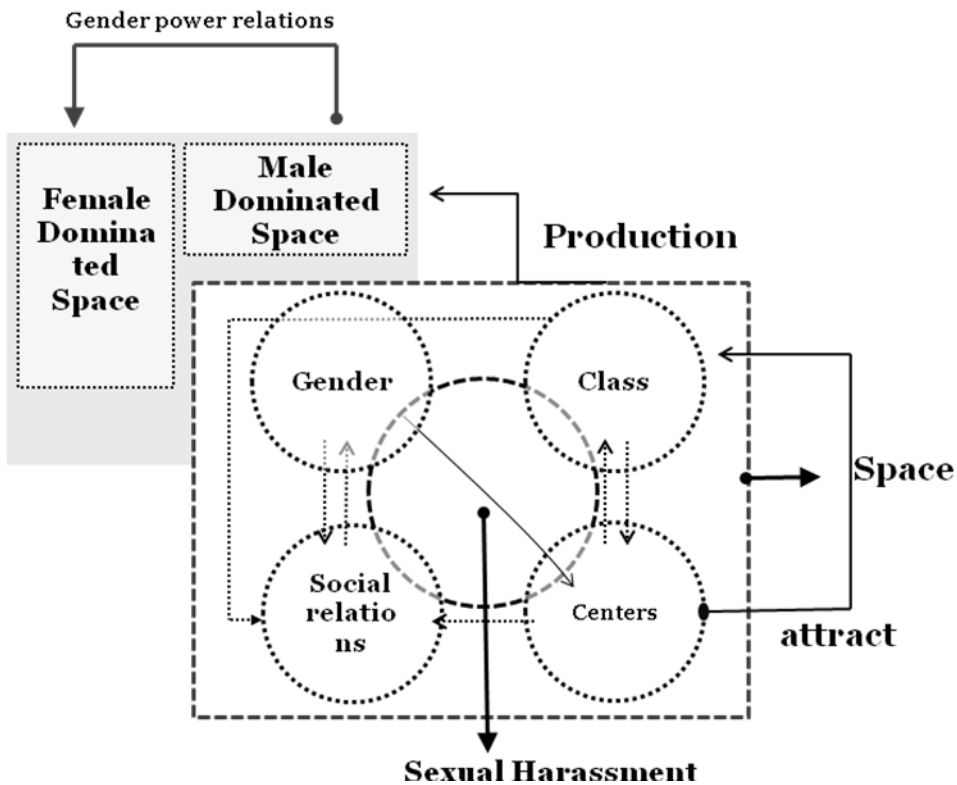 Gender power relations
Female
Domina
ted
Space
Male
Dominated
Space
Production
Gender
Class
Space
Social
relatio
ns
Centers
attract
Sexual Harassment